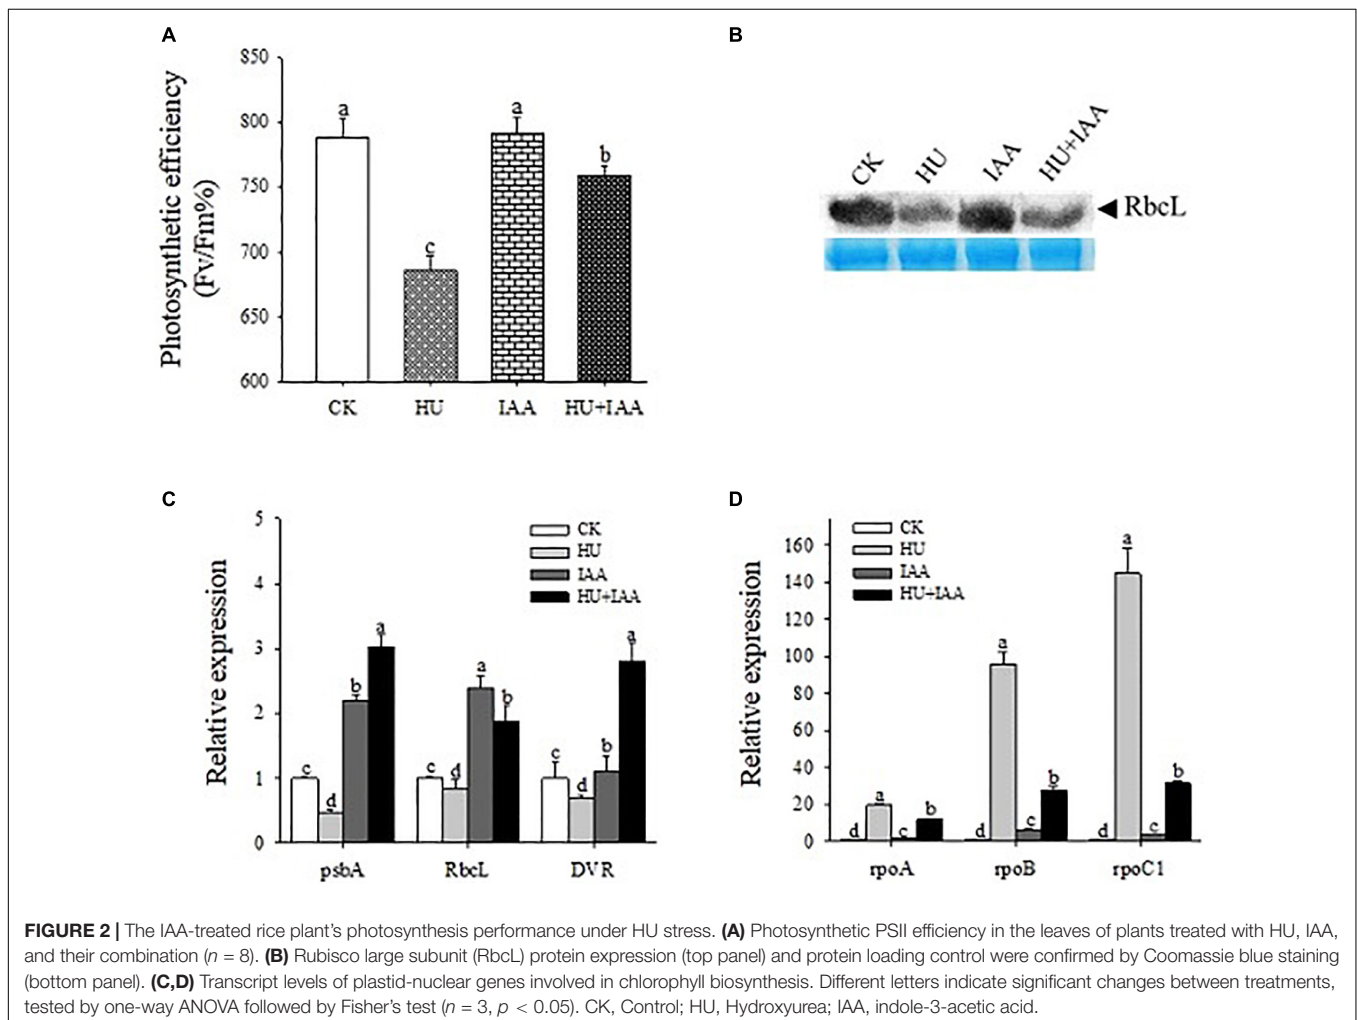 A
850
800
750
700
650
600
Photosynthetic efficiency
(Fv/Fm%)
a
c
a
b
CK HU IAA HU+IAA
B
CK HU IAA HU+IAA
RbcL
C
5
4
3
2
1
0
Relative expression
CK
HU
IAA
HU+IAA
c d b a
c d a b
c d b a
psbA RbcL DVR
D
160
140
120
100
80
60
40
20
0
Relative expression
CK
HU
IAA
HU+IAA
d a c b
d a c b
d a c b
rpoA rpoB rpoC1
FIGURE 2 | The IAA-treated rice plant's photosynthesis performance under HU stress. (A) Photosynthetic PSII efficiency in the leaves of plants treated with HU, IAA,
and their combination (n = 8). (B) Rubisco large subunit (RbcL) protein expression (top panel) and protein loading control were confirmed by Coomassie blue staining
(bottom panel). (C,D) Transcript levels of plastid-nuclear genes involved in chlorophyll biosynthesis. Different letters indicate significant changes between treatments,
tested by one-way ANOVA followed by Fisher's test (n = 3, p < 0.05). CK, Control; HU, Hydroxyurea; IAA, indole-3-acetic acid.